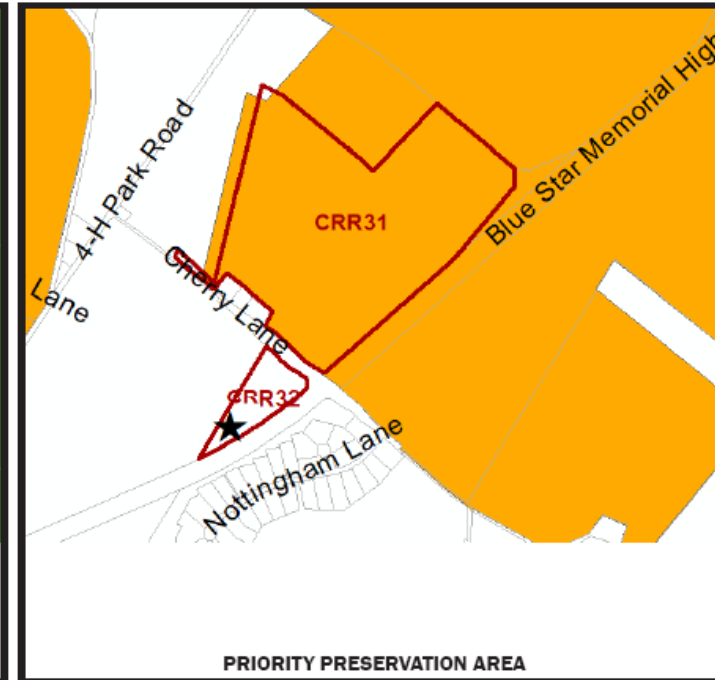 4-H Park Road
Blue Star Memorial High
CRR31
Cherry Lane
Lane
CRR32
Nottingham Lane
PRIORITY PRESERVATION AREA